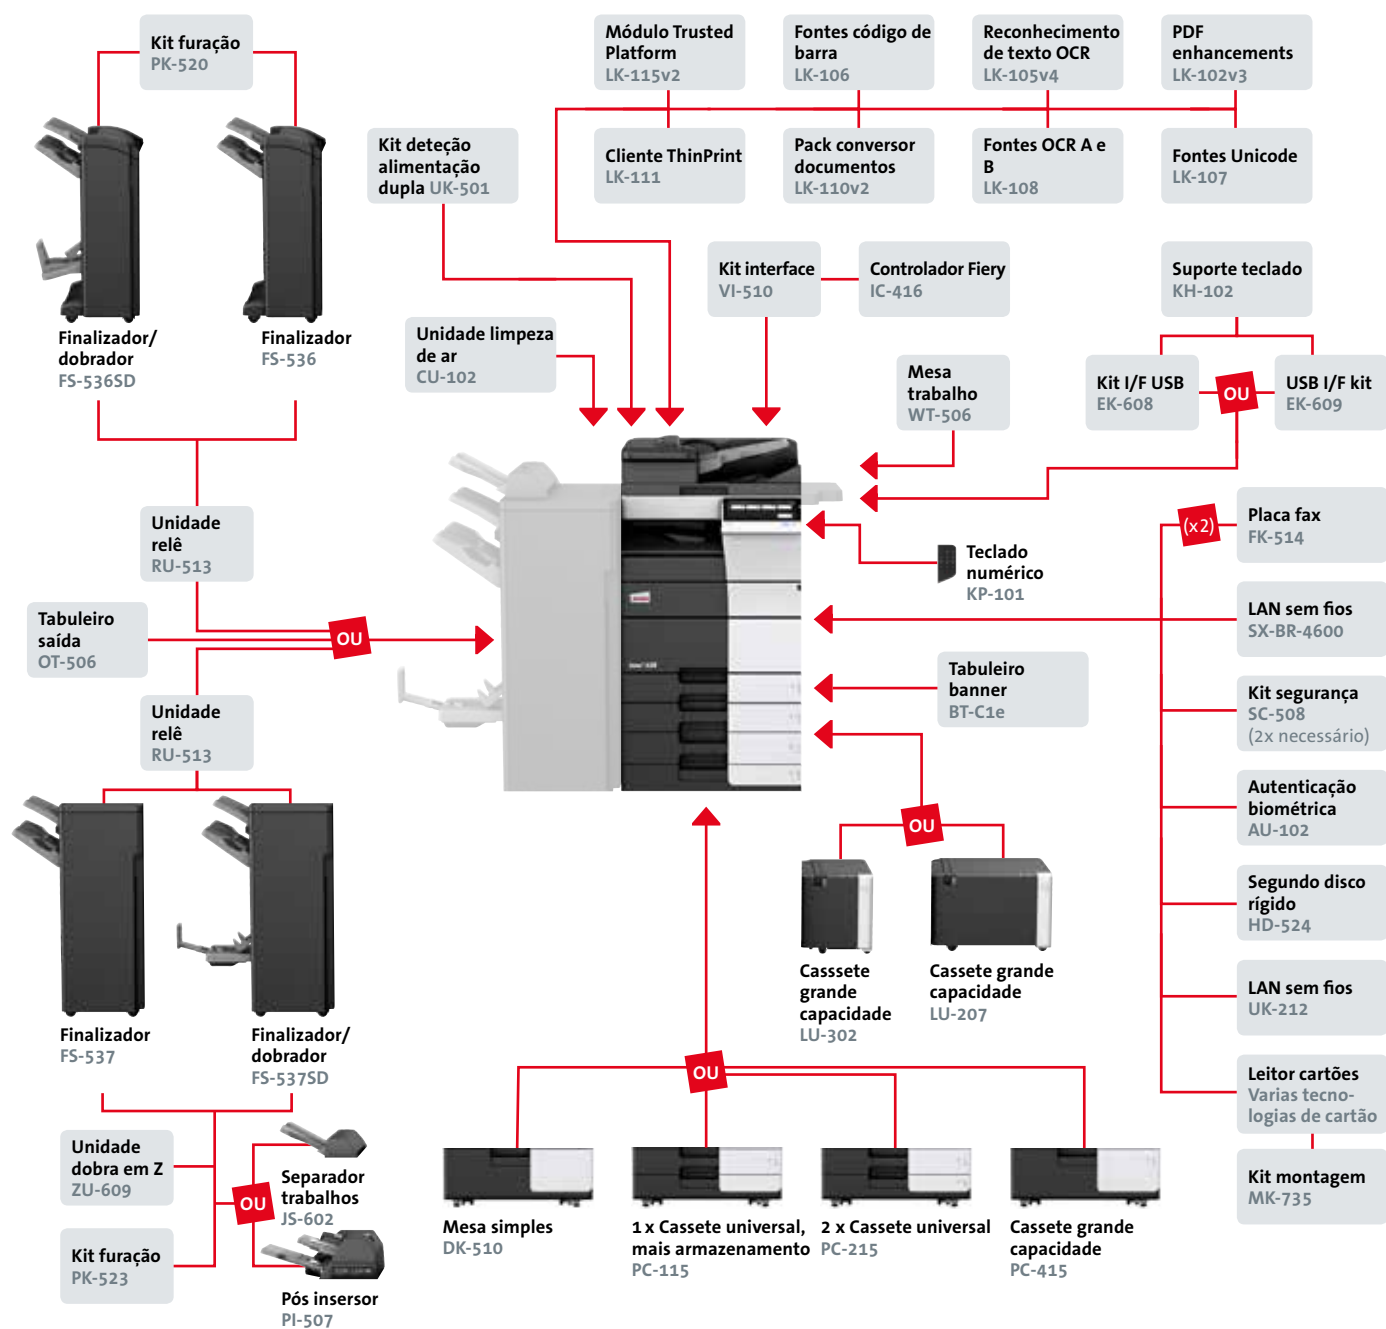 Kit furação
PK-520
Módulo Trusted
Platform
LK-115v2
Fontes código de
barra
LK-106
Reconhecimento
de texto OCR
LK-105v4
PDF
enhancements
LK-102v3
Kit deteção
alimentação
dupla UK-501
Cliente ThinPrint
LK-111
Pack conversor
documentos
LK-110v2
Fontes OCR A e
B
LK-108
Fontes Unicode
LK-107
Kit interface
VI-510
Controlador Fiery
IC-416
Suporte teclado
KH-102
Finalizador/
dobrador
FS-536SD
Finalizador
FS-536
Unidade limpeza
de ar
CU-102
Mesa
trabalho
WT-506
Kit I/F USB
EK-608
OU
USB I/F kit
EK-609
Unidade
relê
RU-513
(x2)
Placa fax
FK-514
Teclado
numérico
KP-101
Tabuleiro
saída
OT-506
OU
LAN sem fios
SX-BR-4600
Tabuleiro
banner
BT-C1e
Kit segurança
SC-508
(2x necessário)
Unidade
relê
RU-513
Autenticação
biométrica
AU-102
OU
Segundo disco
rígido
HD-524
Casssete
grande
capacidade
LU-302
Cassete grande
capacidade
LU-207
LAN sem fios
UK-212
Finalizador
FS-537
Finalizador/
dobrador
FS-537SD
OU
Leitor cartões
Varias tecno-
logias de cartão
Unidade
dobra em Z
ZU-609
OU
Separador
trabalhos
JS-602
Kit montagem
MK-735
Mesa simples
DK-510
1 x Cassete universal,
mais armazenamento
PC-115
2 x Cassete universal
PC-215
Cassete grande
capacidade
PC-415
Kit furação
PK-523
Pós insersor
PI-507